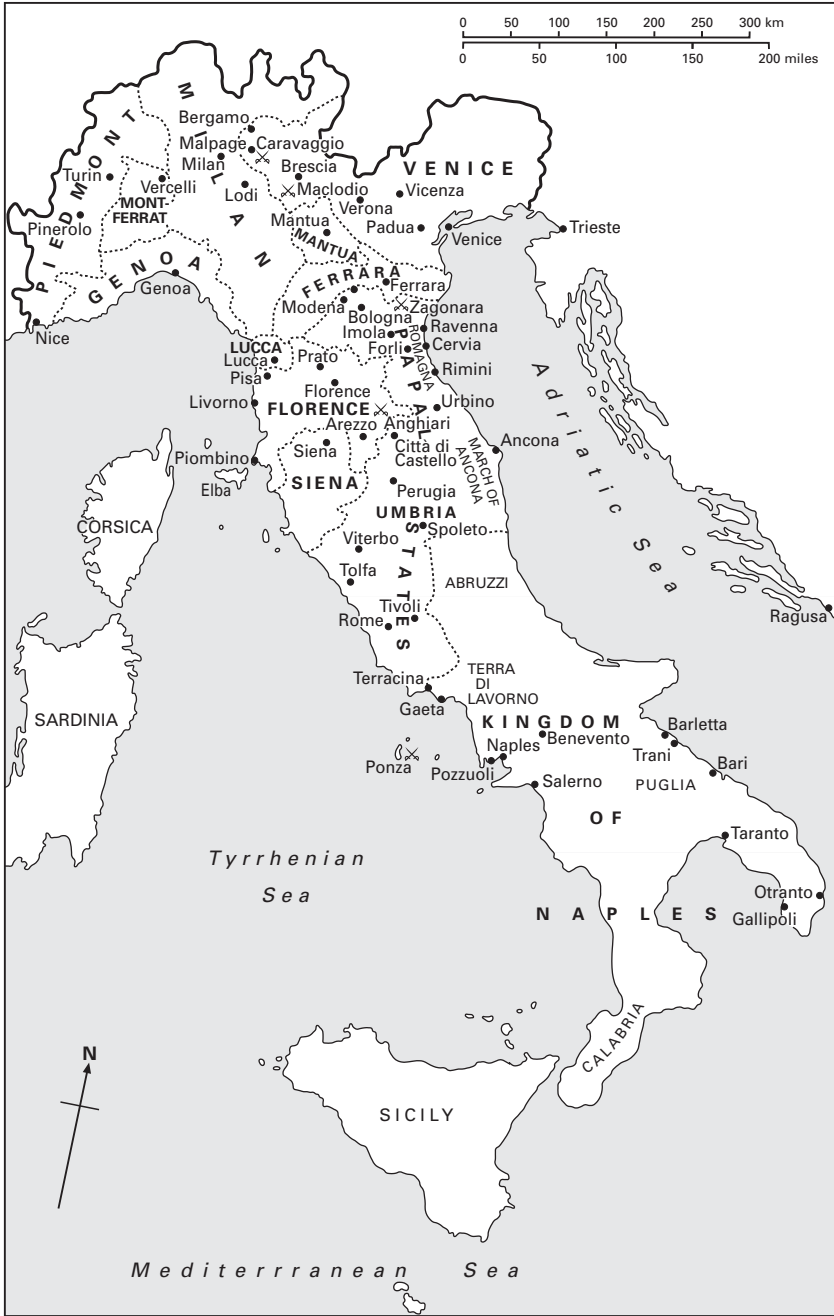 0 50 100 150 200 250 300 km
0 50 100 150 200 miles
PIEDMONT
MILAN
Bergamo
Malpage
Caravaggio
Milan
Brescia
VENICE
Turin
Vercelli
Lodi
Maclodio
Vicenza
MONT-
FERRAT
Verona
Pinerolo
Mantua
MANTUA
Padua
Venice
Trieste
GENOA
Genoa
FERRARA
Ferrara
Modena
Zagonara
Bologna
Nice
Imola
Ravenna
Forli
ROMAGNA
Cervia
LUCCA
Lucca
Prato
Rimini
Pisa
Florence
PAPAL
Livorno
FLORENCE
Urbino
Adriatic Sea
Arezzo
Anghiari
Siena
Città di
Castello
MARCH OF
ANCONA
Ancona
Piombino
Elba
SIENA
Perugia
CORSICA
UMBRIA
Spoleto
STATES
Viterbo
Tolfa
ABRUZZI
Tivoli
Rome
Ragusa
Terracina
TERRA
DI
LAVORNO
Gaeta
SARDINIA
KINGDOM
Barletta
Benevento
Naples
Trani
Ponza
Pozzuoli
Bari
Salerno
PUGLIA
OF
Taranto
Tyrrhenian
Sea
Otranto
NAPLES
Gallipoli
CALABRIA
N
SICILY
Mediterrranean Sea